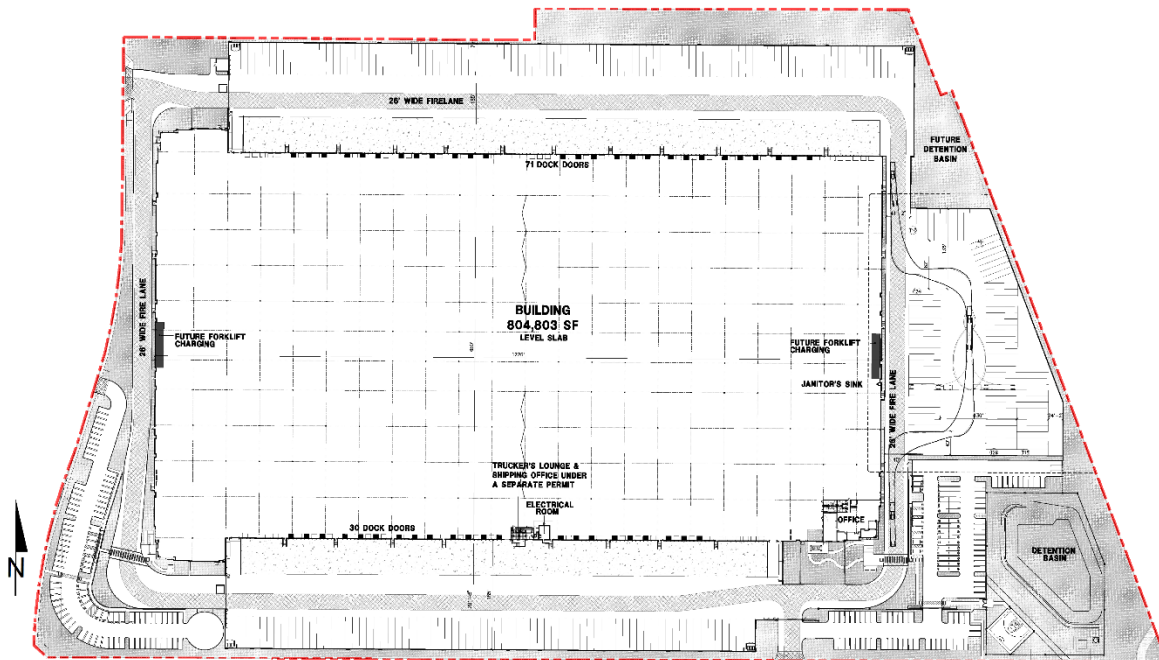 26' WIDE FIRELANE
71 DOCK DOORS
FUTURE
DETENTION
BASIN
26' WIDE FIRE LANE
BUILDING
804,803 SF
LEVEL SLAB
FUTURE FORKLIFT
CHARGING
FUTURE FORKLIFT
CHARGING
JANITOR'S SINK
26' WIDE FIRE LANE
TRUCKER'S LOUNGE &
SHIPPING OFFICE UNDER
A SEPARATE PERMIT
ELECTRICAL
ROOM
30 DOCK DOORS
OFFICE
DETENTION
BASIN
N